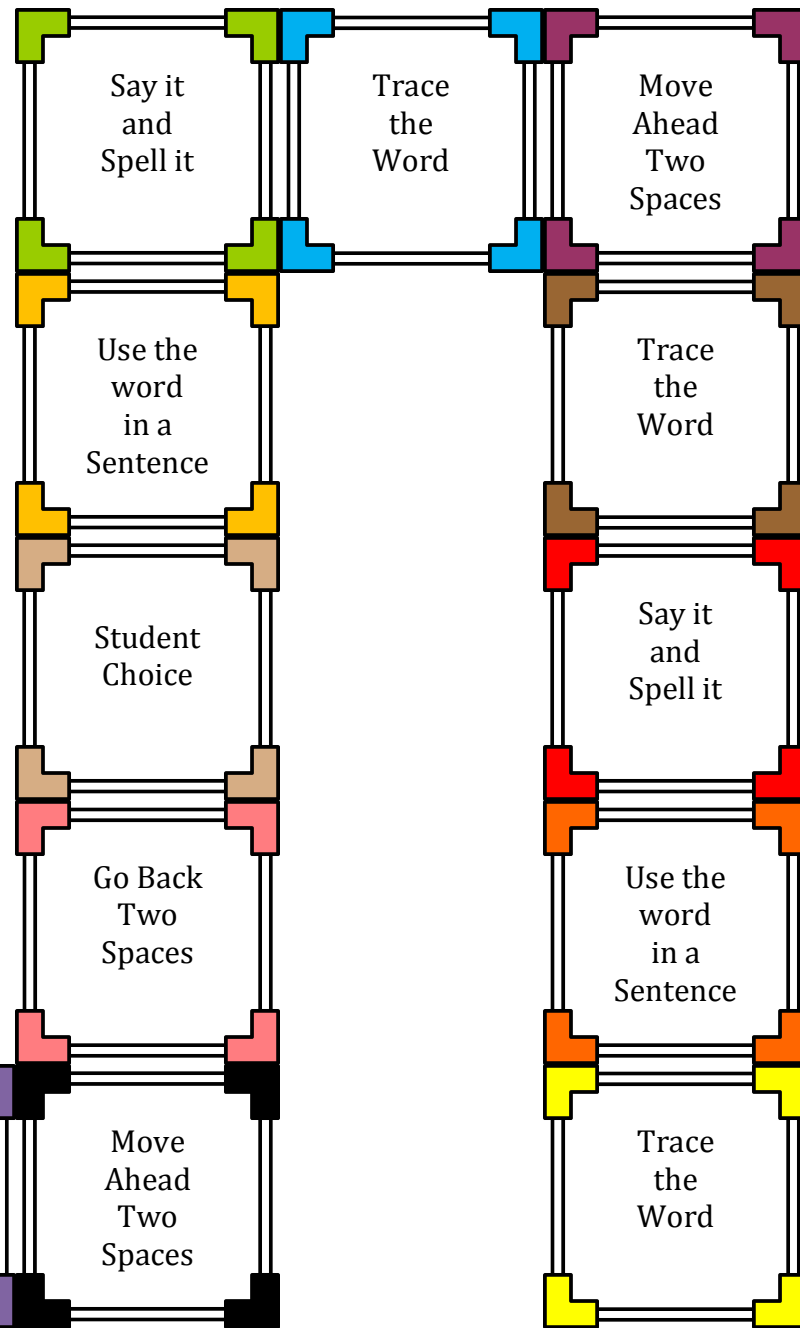 Say it
and
Spell it
Trace
the
Word
Move
Ahead
Two
Spaces
Use the
word
in a
Sentence
Trace
the
Word
Student
Choice
Say it
and
Spell it
Go Back
Two
Spaces
Use the
word
in a
Sentence
Move
Ahead
Two
Spaces
Trace
the
Word